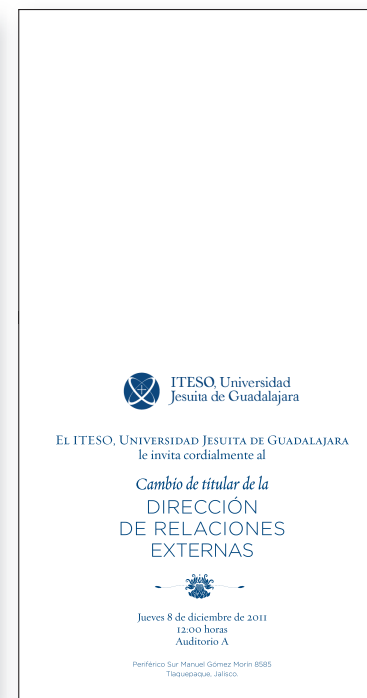 ITESO, Universidad
Jesuita de Guadalajara
El ITESO, Universidad Jesuita de Guadalajara
le invita cordialmente al
Cambio de titular de la
DIRECCIÓN
DE RELACIONES
EXTERNAS
Jueves 8 de diciembre de 2011
12:00 horas
Auditorio A
Periférico Sur Manuel Gómez Morín 8585
Tlaquepaque, Jalisco.